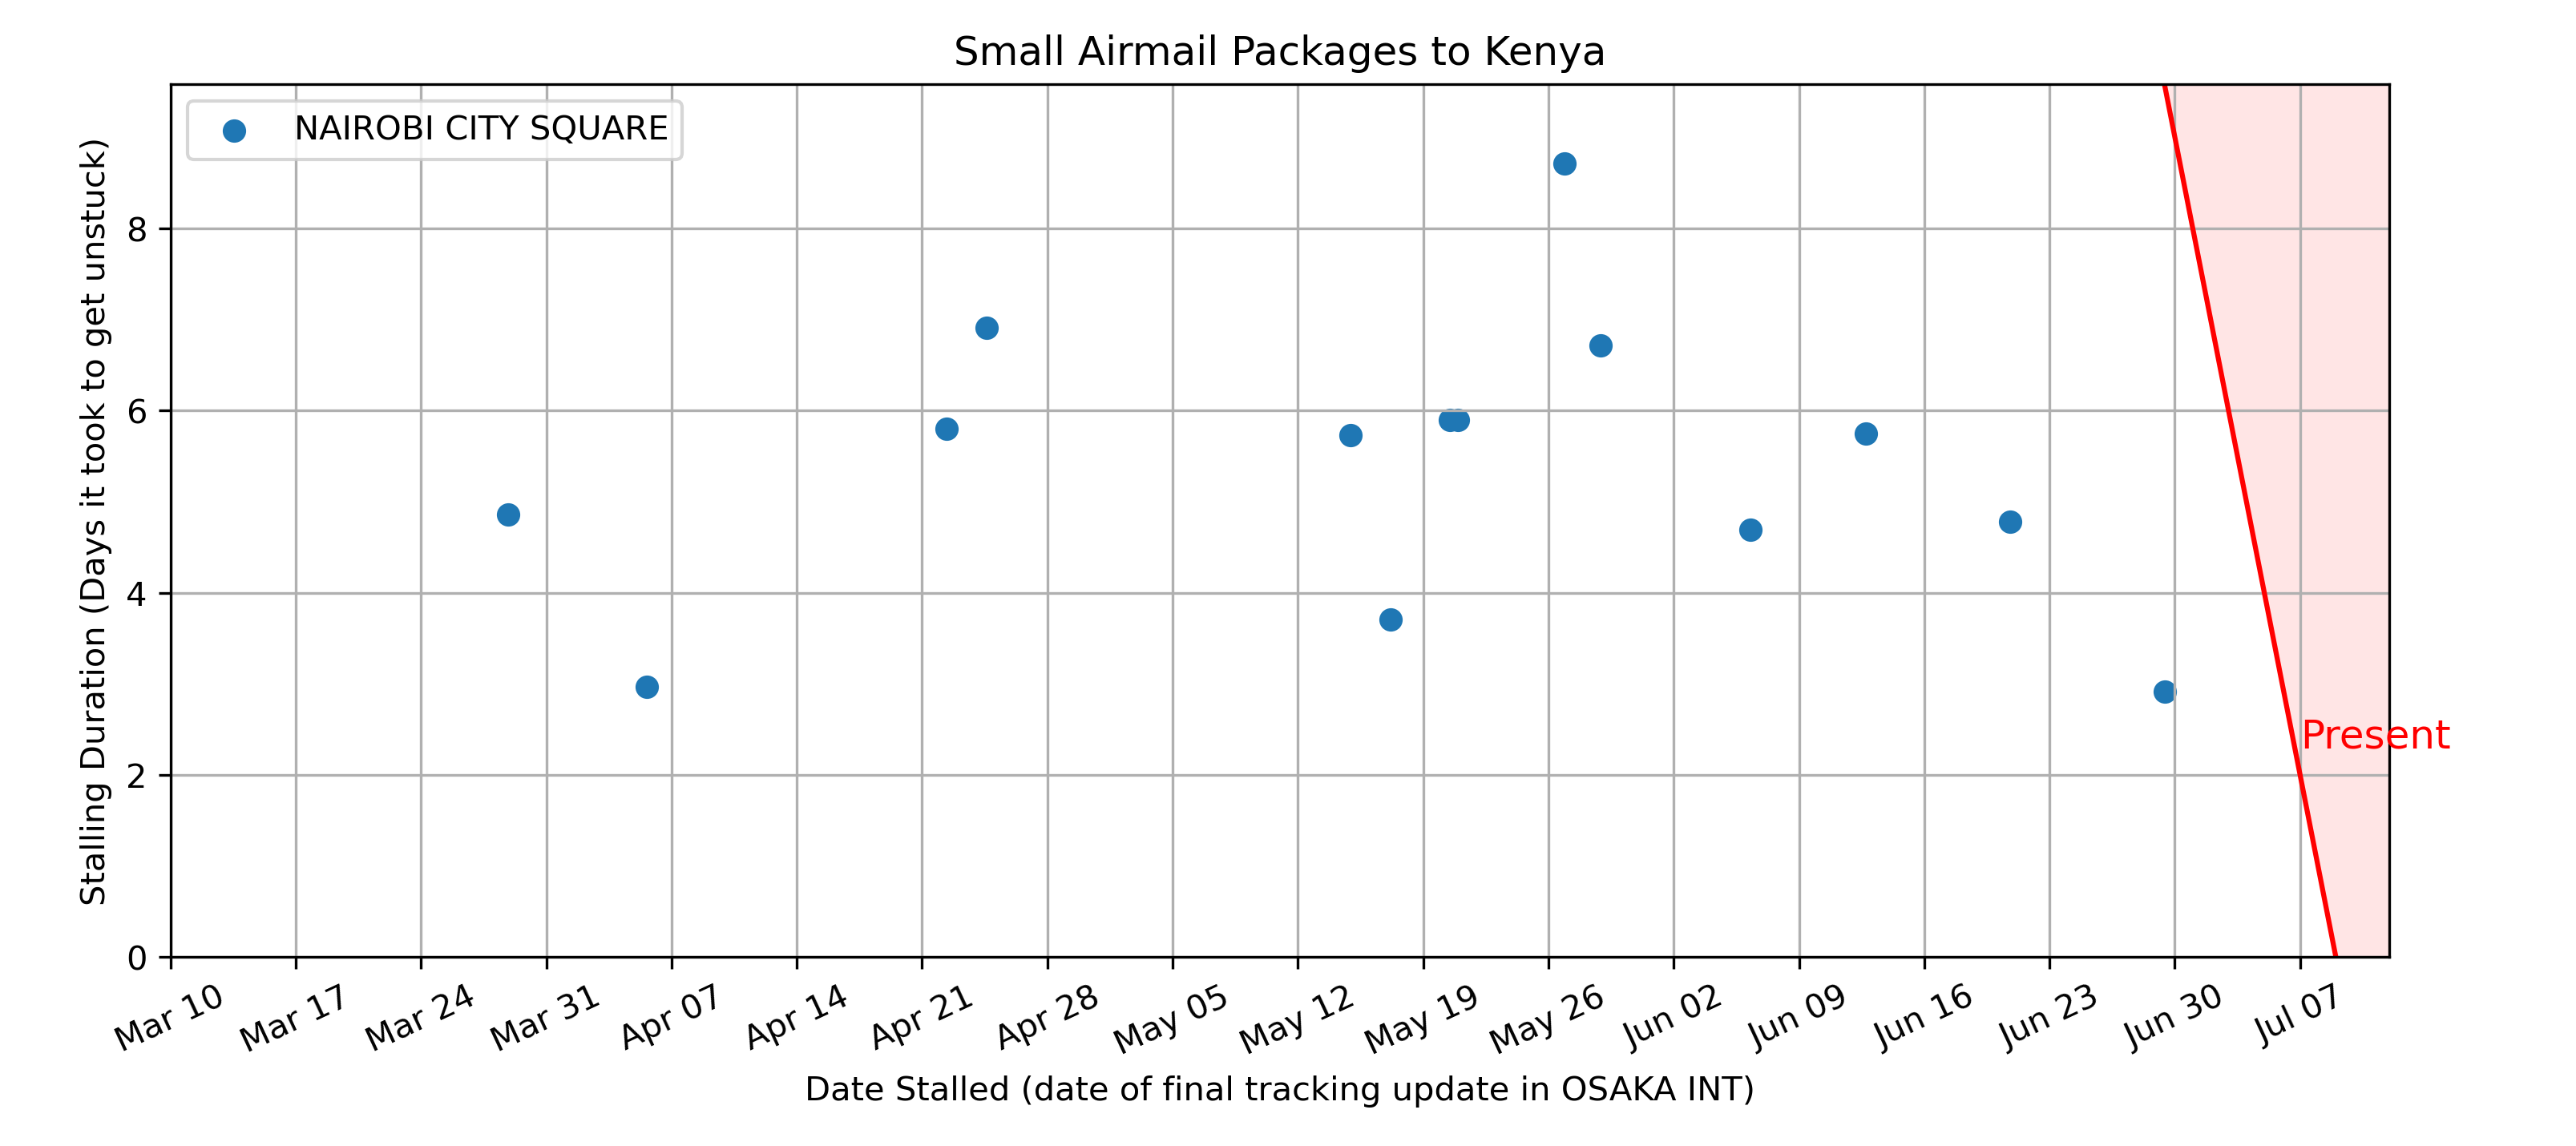 Small Airmail Packages to Kenya
NAIROBI CITY SQUARE
Stalling Duration (Days it took to get unstuck)
8
6
4
2
0
Present
Mar 10
Mar 17
Mar 24
Mar 31
Apr 07
Apr 14
Apr 21
Apr 28
May 05
May 12
May 19
May 26
Jun 02
Jun 09
Jun 16
Jun 23
Jun 30
Jul 07
Date Stalled (date of final tracking update in OSAKA INT)